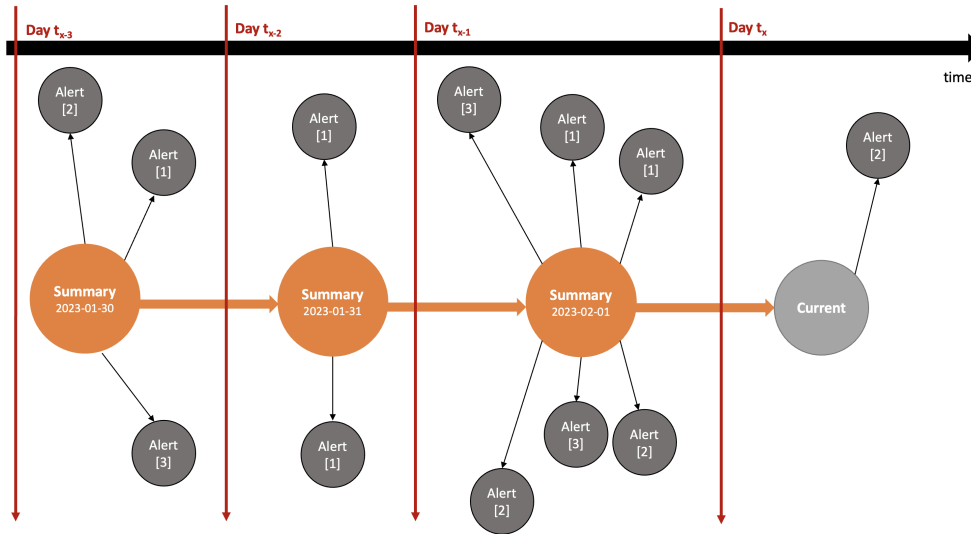 Day tx-3
Day tx-2
Day tx-1
Day tx
time
Alert
[2]
Alert
[1]
Alert
[1]
Alert
[3]
Alert
[1]
Alert
[1]
Alert
[2]
Summary
2023-01-30
Summary
2023-01-31
Summary
2023-02-01
Current
Alert
[3]
Alert
[1]
Alert
[2]
Alert
[3]
Alert
[2]